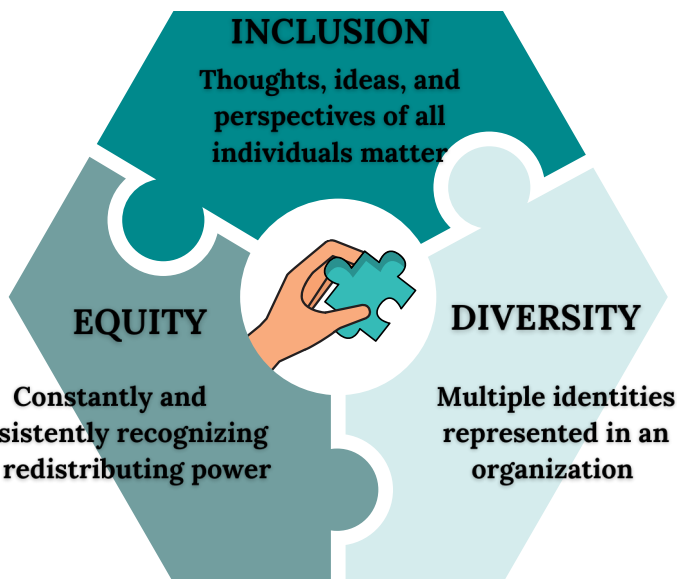 INCLUSION
Thoughts, ideas, and
perspectives of all
individuals matter
EQUITY
Constantly and
sistently recognizing
redistributing power
DIVERSITY
Multiple identities
represented in an
organization